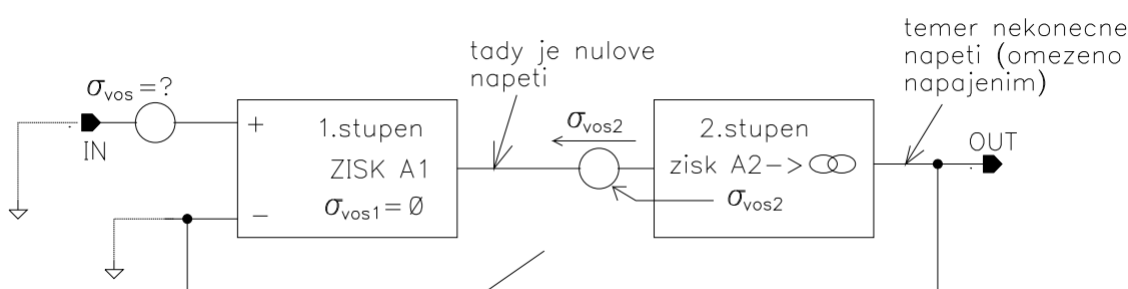 temer nekonecne
napeti (omezeno
napajenim)
tady je nulove
napeti
σvos=?
IN
+
1.stupen
ZISK A1
σvos1=Ø
−
σvos2
σvos2
2.stupen
zisk A2->∞
OUT